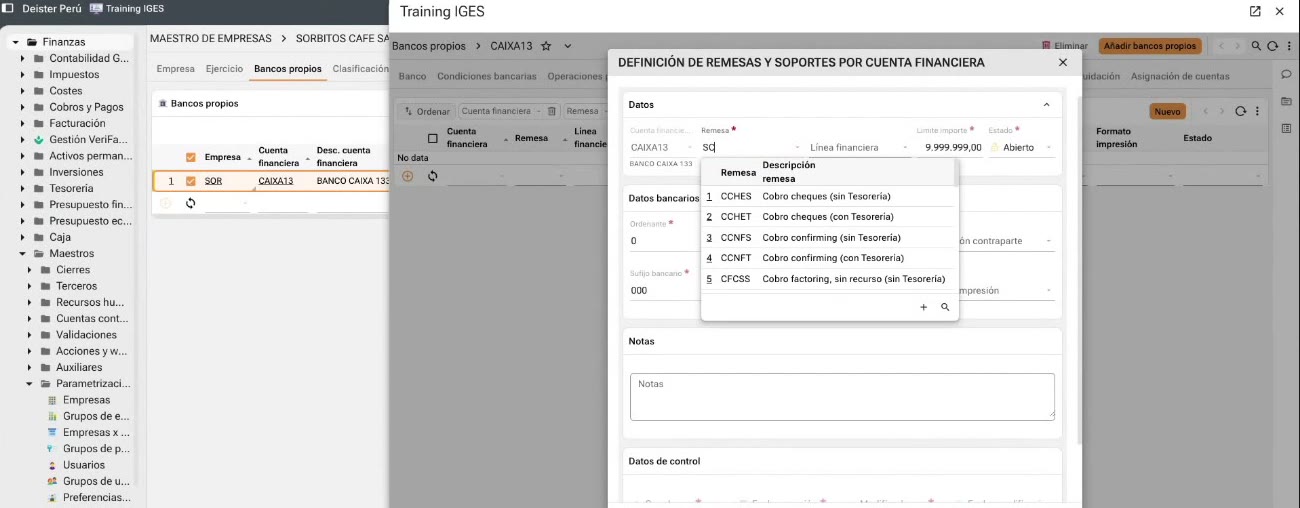 Deister Perú
Training IGES
Finanzas
Contabilidad G...
Impuestos
Costes
Cobros y Pagos
Facturación
Gestión VeriFa...
Activos perman...
Inversiones
Tesorería
Presupuesto fin...
Presupuesto ec...
Caja
Maestros
Cierres
Terceros
Recursos hu...
Cuentas cont...
Validaciones
Acciones y w...
Auxiliares
Parametrizaci...
Empresas
Grupos de e...
Empresas x ...
Grupos de p...
Usuarios
Grupos de u...
Preferencias...
MAESTRO DE EMPRESAS > SORBITOS CAFE SA
Empresa Ejercicio Bancos propios Clasificación
Bancos propios
Empresa Cuenta financiera Desc. cuenta financiera
1 SOR CAIXA13 BANCO CAIXA 133
Training IGES
Bancos propios > CAIXA13
Eliminar
Añadir bancos propios
Banco Condiciones bancarias Operaciones
uidación Asignación de cuentas
Ordenar Cuenta financiera - Remesa -
Nuevo
Cuenta financiera Remesa Línea financiera
Formato impresión Estado
No data
DEFINICIÓN DE REMESAS Y SOPORTES POR CUENTA FINANCIERA
Datos
Cuenta financie... Remesa * Límite importe * Estado *
CAIXA13 SC Línea financiera 9.999.999,00 Abierto
BANCO CAIXA 133
Remesa Descripción remesa
1 CCHES Cobro cheques (sin Tesorería)
2 CCHET Cobro cheques (con Tesorería)
3 CCNFS Cobro confirming (sin Tesorería)
4 CCNFT Cobro confirming (con Tesorería)
5 CFCSS Cobro factoring, sin recurso (sin Tesorería)
Datos bancarios
Ordenante *
0
ón contraparte
Sufijo bancario *
000
mpresión
Notas
Notas
Datos de control